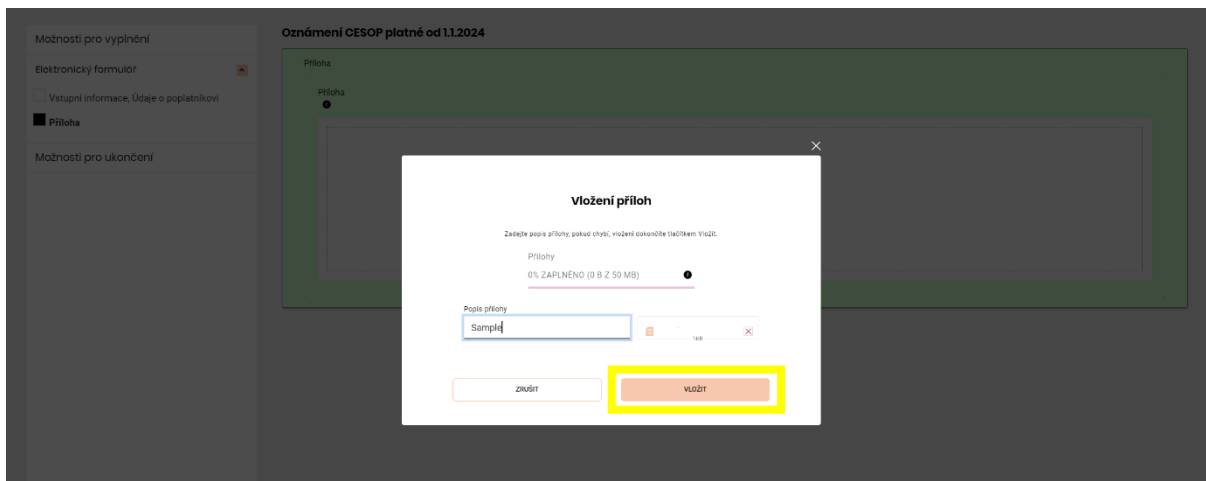 Možnosti pro vyplnění
Elektronický formulář
Vstupní informace, Údaje o poplatníkovi
Příloha
Možnosti pro ukončení
Oznámení CESOP platné od 1.1.2024
Příloha
Příloha
Vložení příloh
Zadejte popis přílohy, pokud chybí, vložení dokončíte tlačítkem Vložit.
Přílohy
0% ZAPLNĚNO (0 B Z 50 MB)
Popis přílohy
Sample
1KB
ZRUŠIT
VLOŽIT